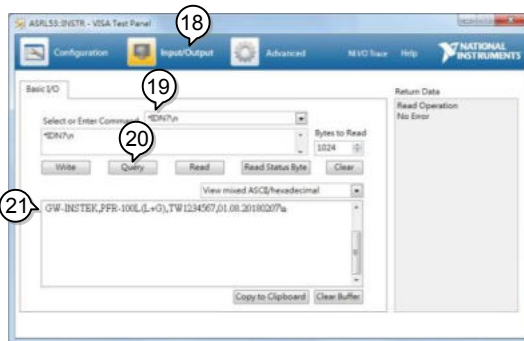 ASRL53::INSTR - VISA Test Panel
18
Configuration Input/Output Advanced NI I/O Trace Help NATIONAL INSTRUMENTS
Basic I/O
Return Data
Read Operation
No Error
19
Select or Enter Command *IDN?\n
*IDN?\n
Bytes to Read
1024
20
Write Query Read Read Status Byte Clear
View mixed ASCII/hexadecimal
21
GW-INSTEK,PFR-100L(L+G),TW1234567,01.08.20180207\n
Copy to Clipboard Clear Buffer